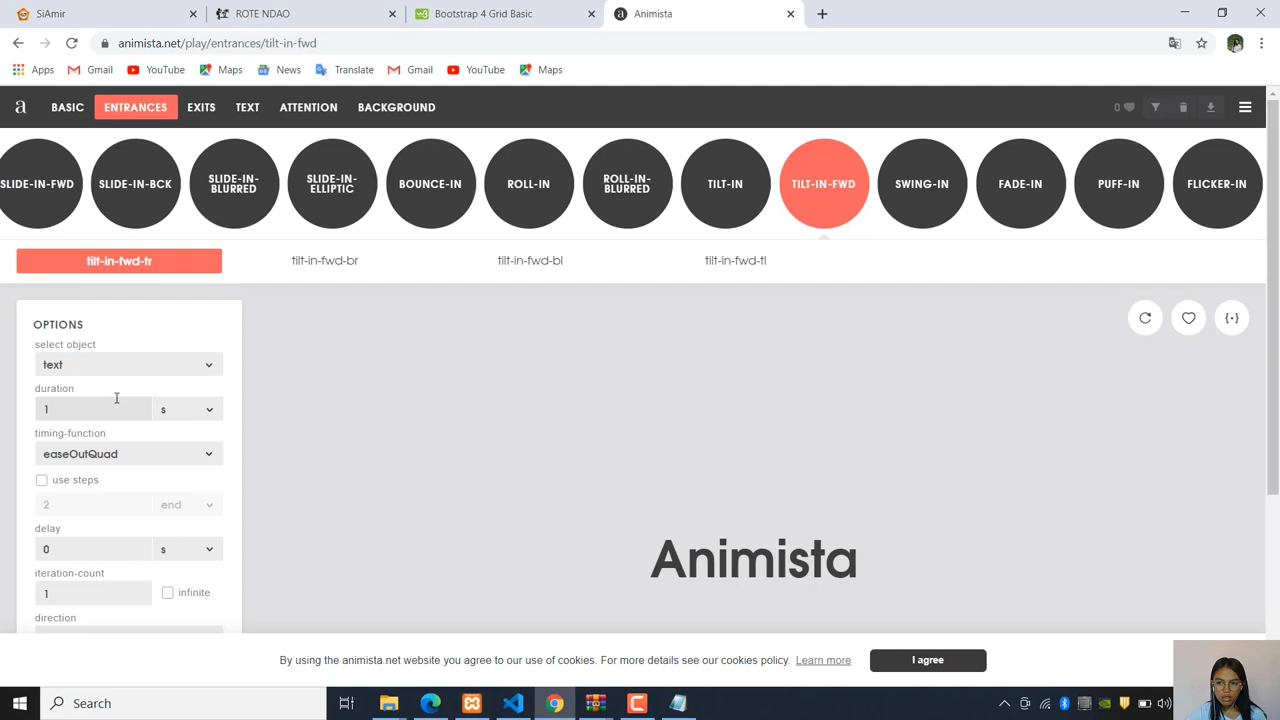 SiAmir
ROTE NDAO
Bootstrap 4 Grid Basic
Animista
animista.net/play/entrances/tilt-in-fwd
Apps
Gmail
YouTube
Maps
News
Translate
Gmail
YouTube
Maps
a
BASIC
ENTRANCES
EXITS
TEXT
ATTENTION
BACKGROUND
0
SLIDE-IN-FWD
SLIDE-IN-BCK
SLIDE-IN-
BLURRED
SLIDE-IN-
ELLIPTIC
BOUNCE-IN
ROLL-IN
ROLL-IN-
BLURRED
TILT-IN
TILT-IN-FWD
SWING-IN
FADE-IN
PUFF-IN
FLICKER-IN
tilt-in-fwd-tr
tilt-in-fwd-br
tilt-in-fwd-bl
tilt-in-fwd-tl
OPTIONS
select object
text
duration
1 s
timing-function
easeOutQuad
use steps
2 end
delay
0 s
iteration-count
1 infinite
direction
Animista
By using the animista.net website you agree to our use of cookies. For more details see our cookies policy. Learn more
I agree
Search